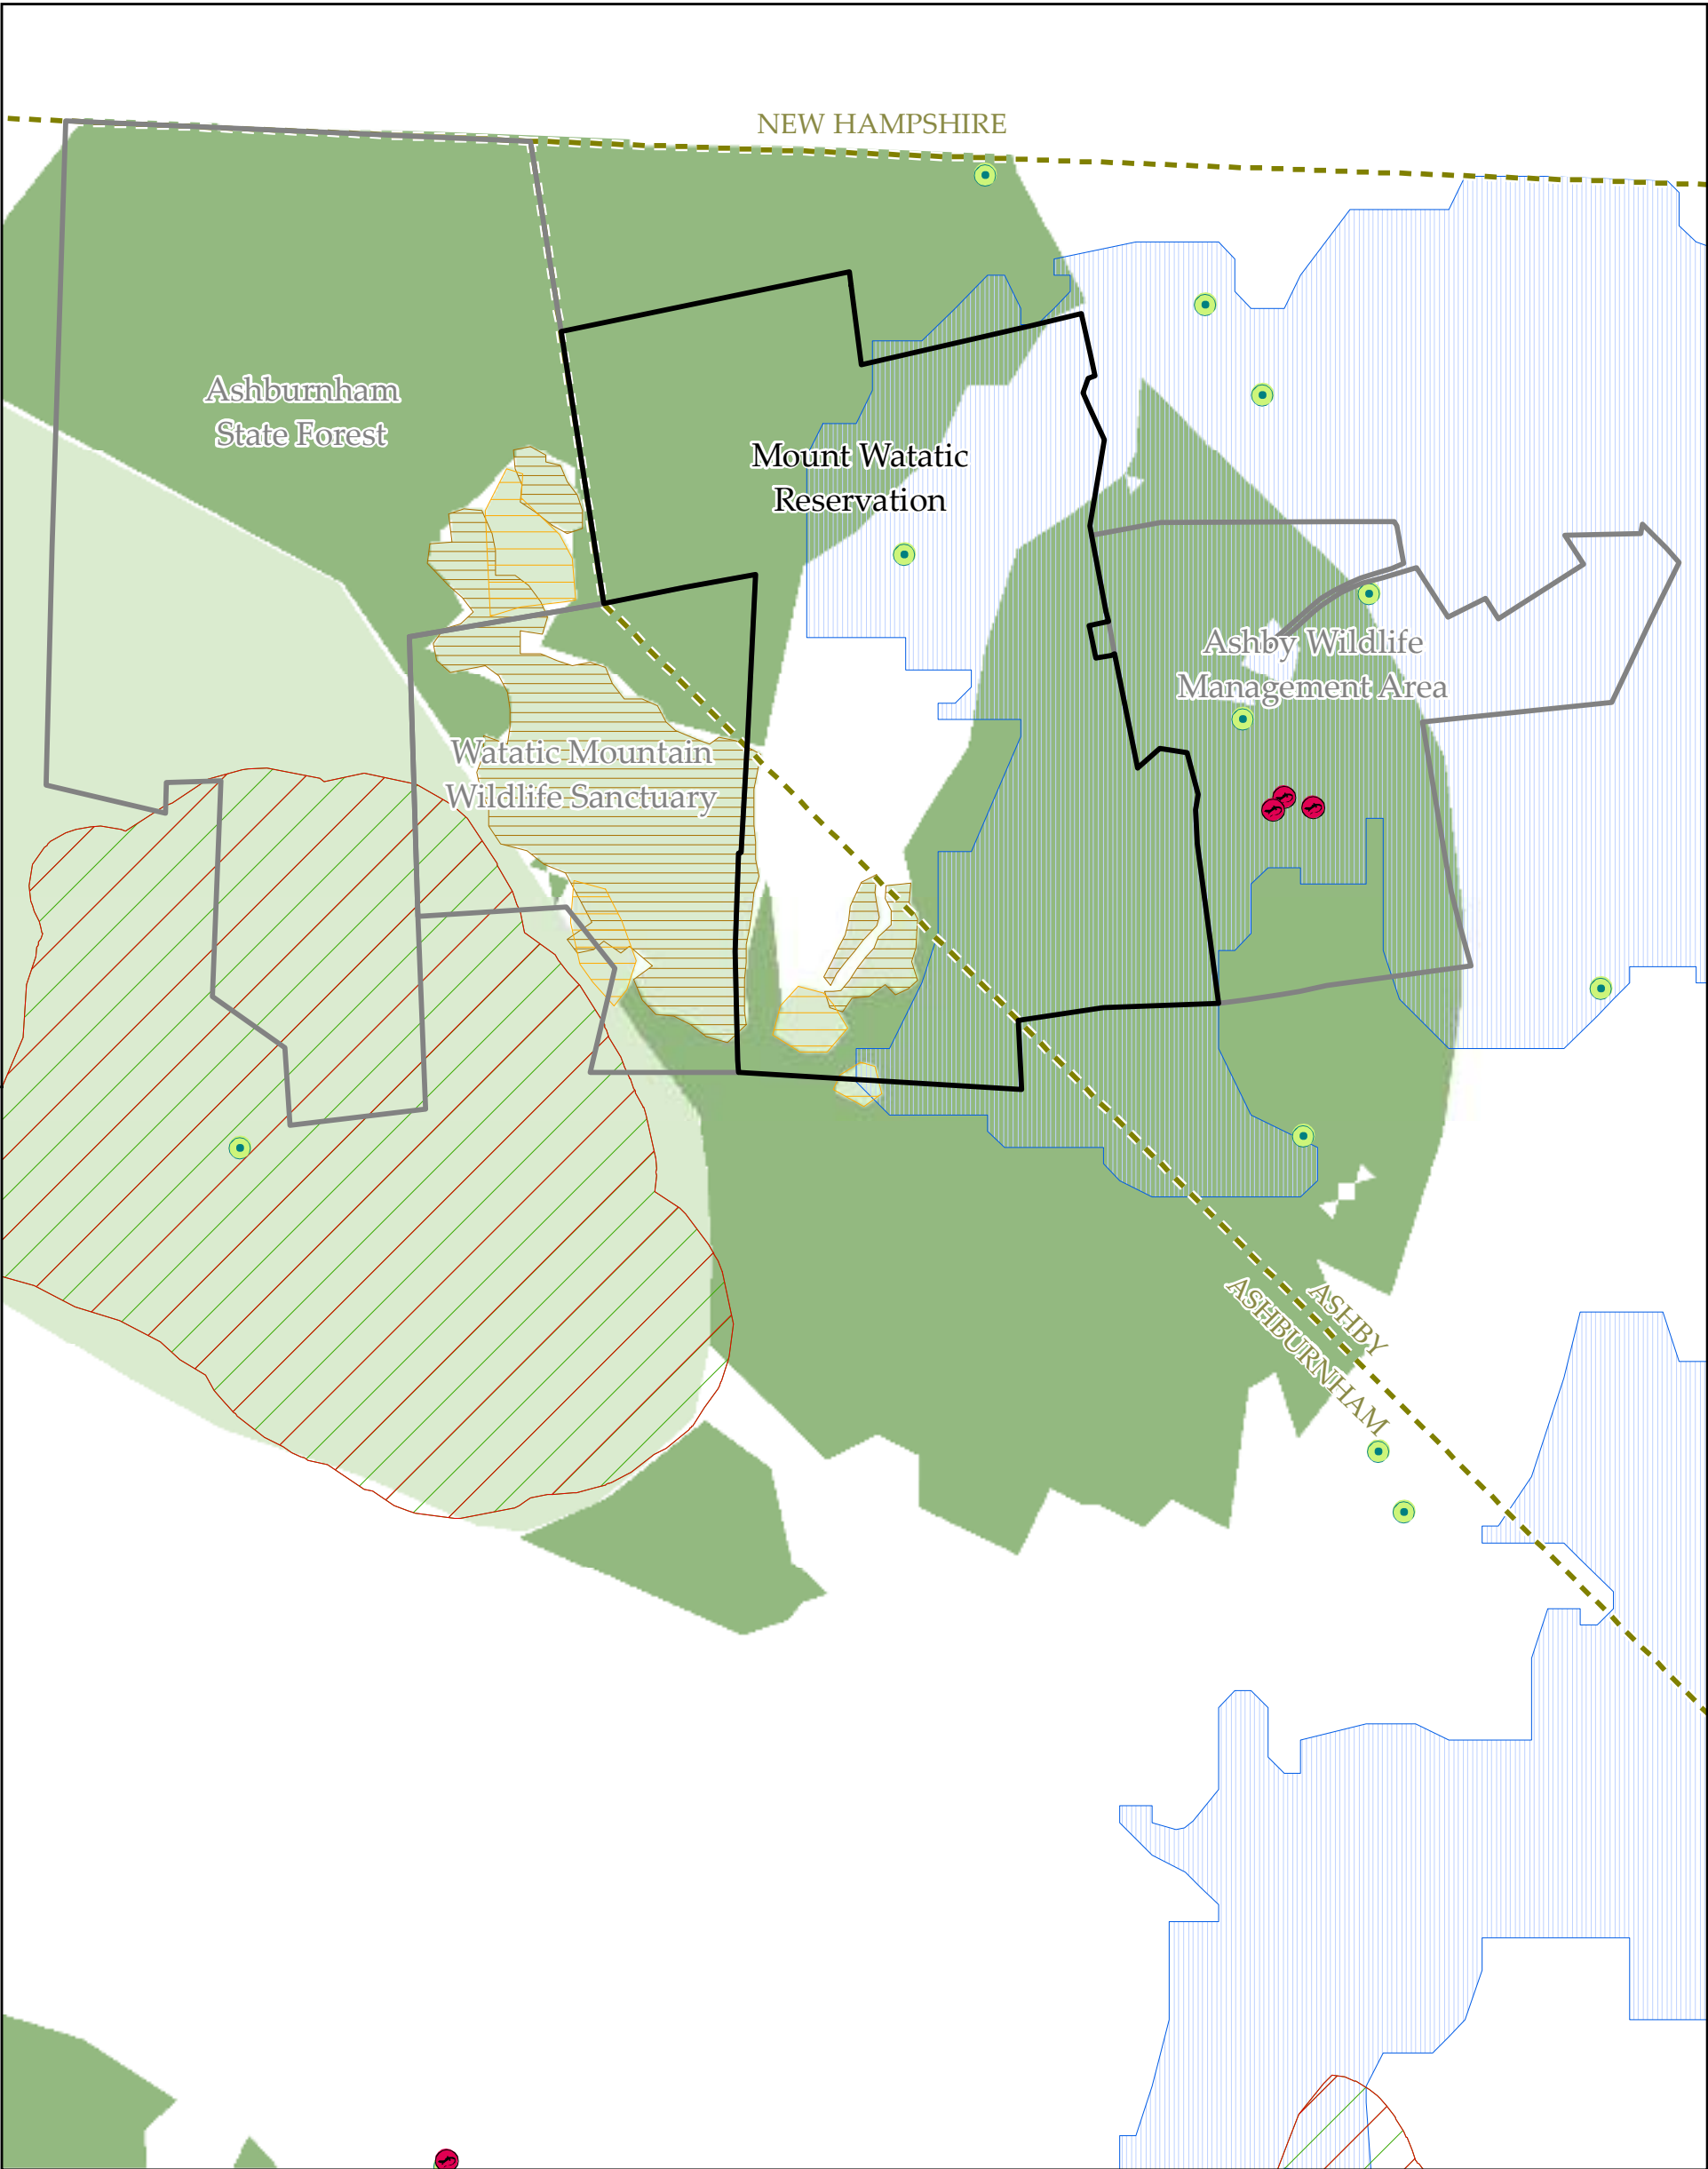 NEW HAMPSHIRE
Ashburnham
State Forest
Mount Watatic
Reservation
Ashby Wildlife
Management Area
Watatic Mountain
Wildlife Sanctuary
ASHBY
ASHBURNHAM